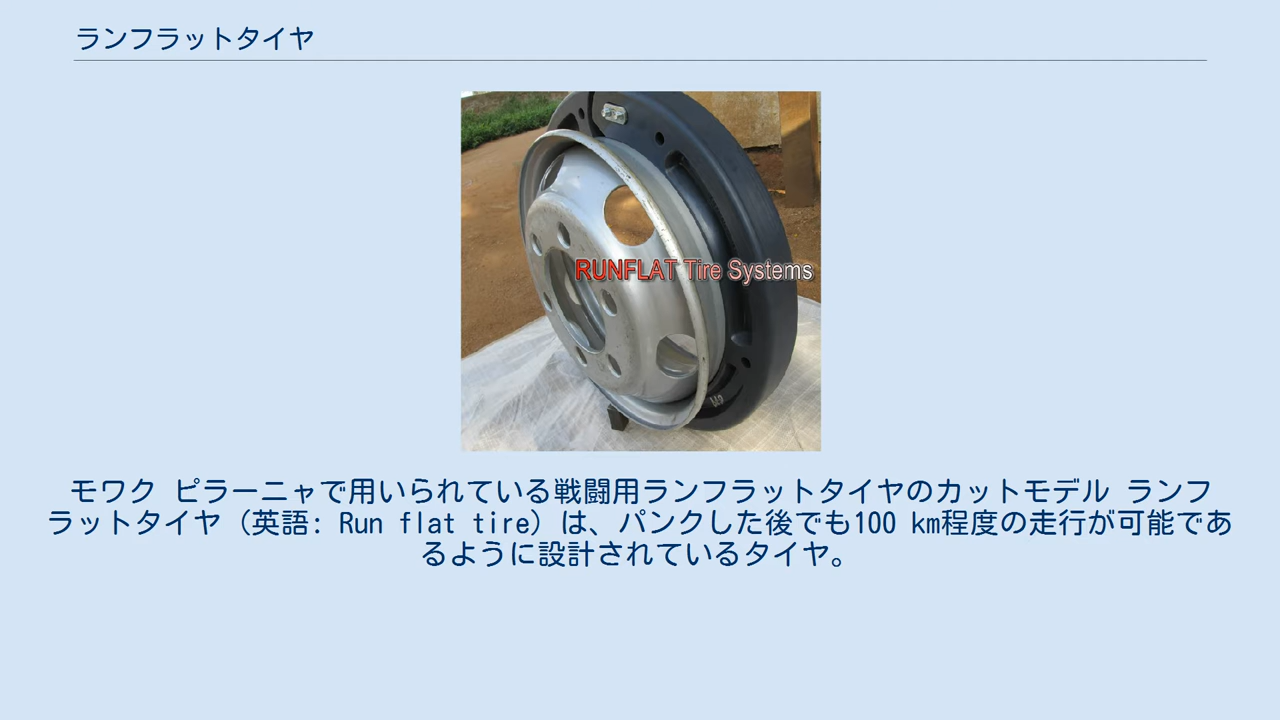 ランフラットタイヤ
RUNFLAT Tire Systems
モワク ピラーニャで用いられている戦闘用ランフラットタイヤのカットモデル ランフ
ラットタイヤ（英語: Run flat tire）は、パンクした後でも100 km程度の走行が可能であ
るように設計されているタイヤ。